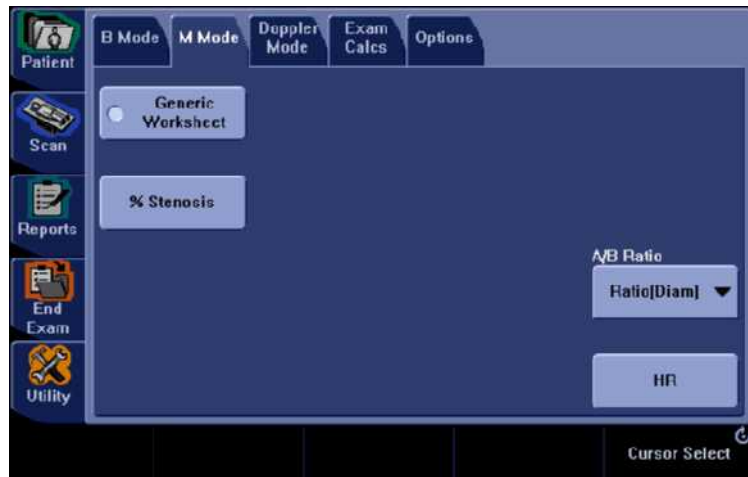 Patient
B Mode
M Mode
Doppler
Mode
Exam
Calcs
Options
Generic
Worksheet
Scan
% Stenosis
Reports
A/B Ratio
Ratio[Diam]
End
Exam
HR
Utility
Cursor Select